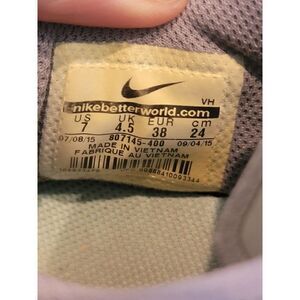 VH
nikebetterworld.com
US UK EUR cm
7 4.5 38 24
07/08/15 807145-400 09/04/15
MADE IN VIETNAM
FABRIQUE AU VIETNAM